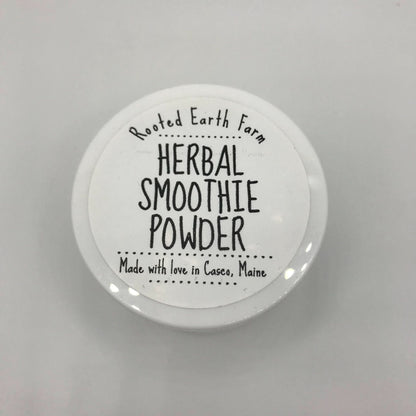 Rooted Earth Farm
HERBAL
SMOOTHIE
POWDER
Made with love in Casco, Maine